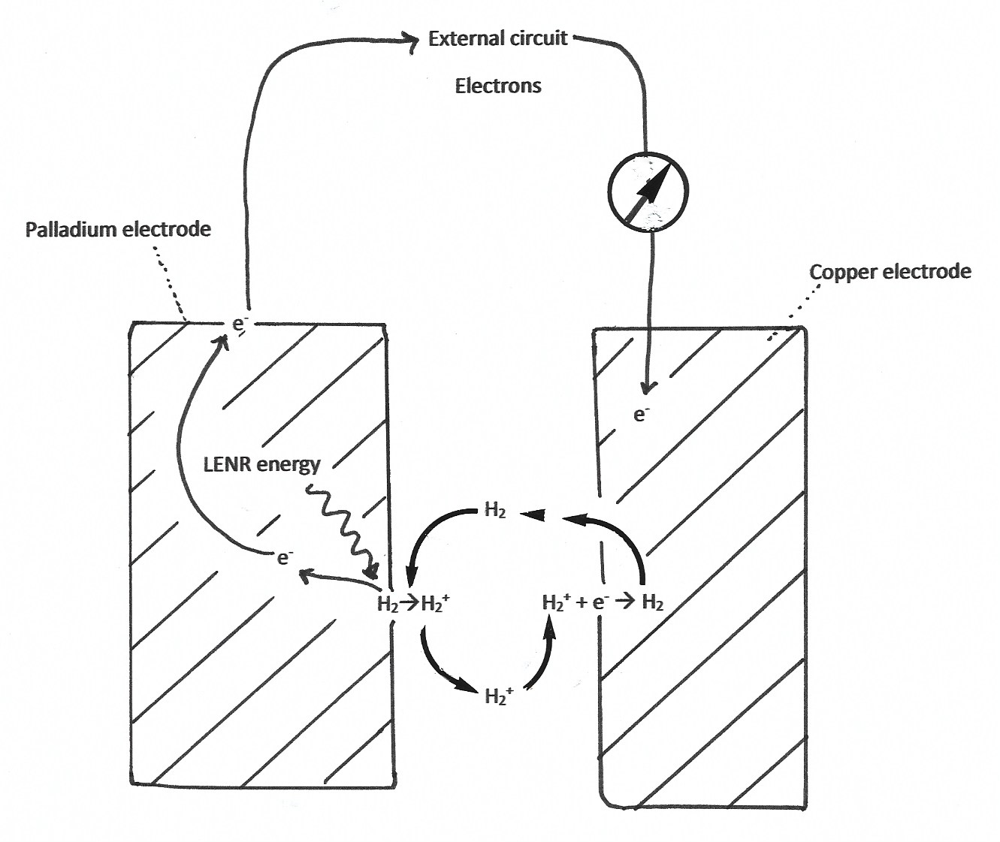 External circuit
Electrons
Palladium electrode
Copper electrode
e⁻
e⁻
LENR energy
H₂
e⁻
H₂→H₂⁺
H₂⁺ + e⁻ → H₂
H₂⁺